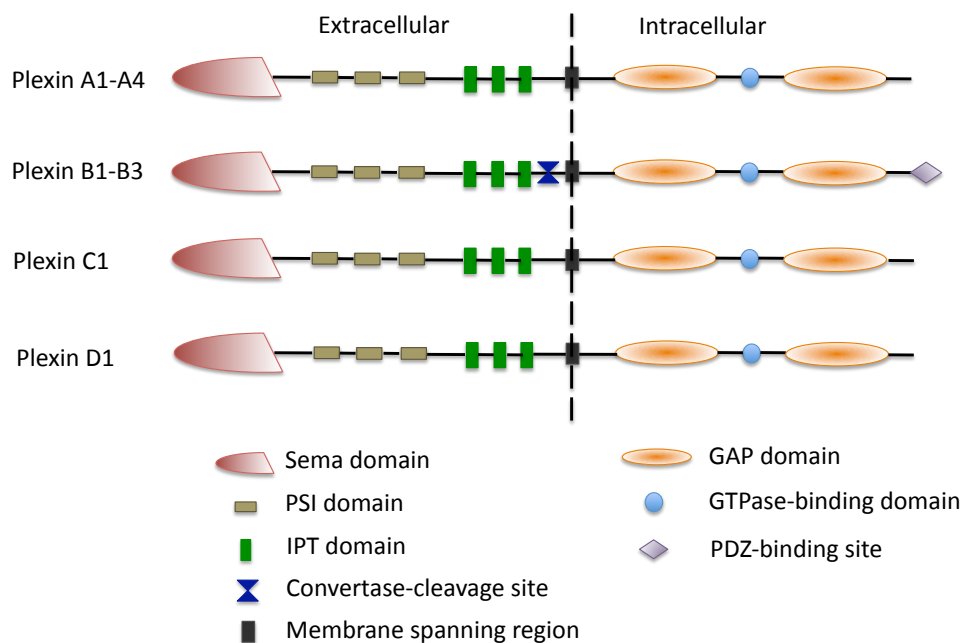 Extracellular
Intracellular
Plexin A1-A4
Plexin B1-B3
Plexin C1
Plexin D1
Sema domain
PSI domain
IPT domain
Convertase-cleavage site
Membrane spanning region
GAP domain
GTPase-binding domain
PDZ-binding site